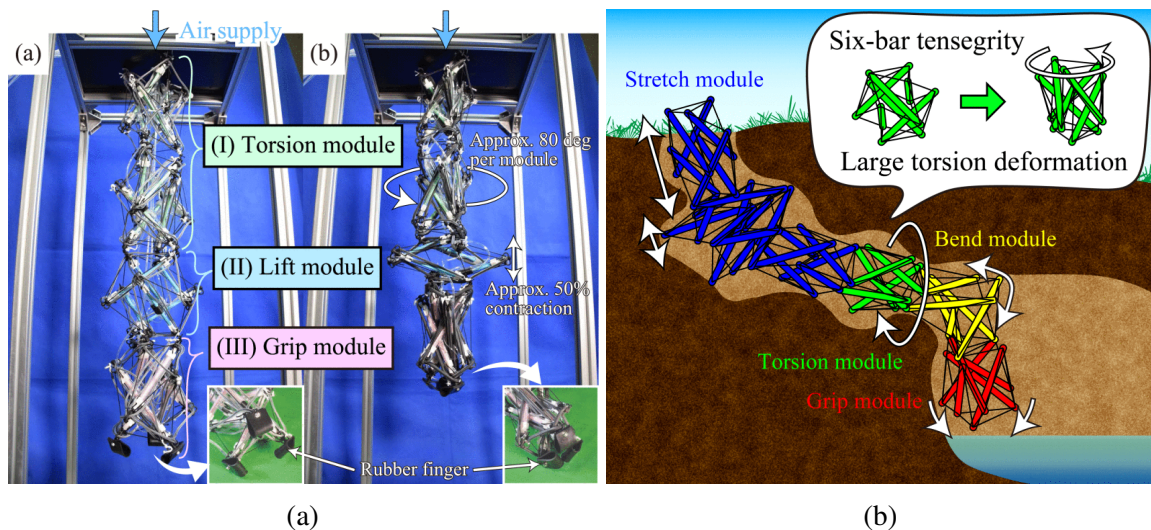 Air supply
(a)
(b)
(I) Torsion module
Approx. 80 deg
per module
(II) Lift module
Approx. 50%
contraction
(III) Grip module
Rubber finger
(a)
Six-bar tensegrity
Large torsion deformation
Stretch module
Bend module
Torsion module
Grip module
(b)